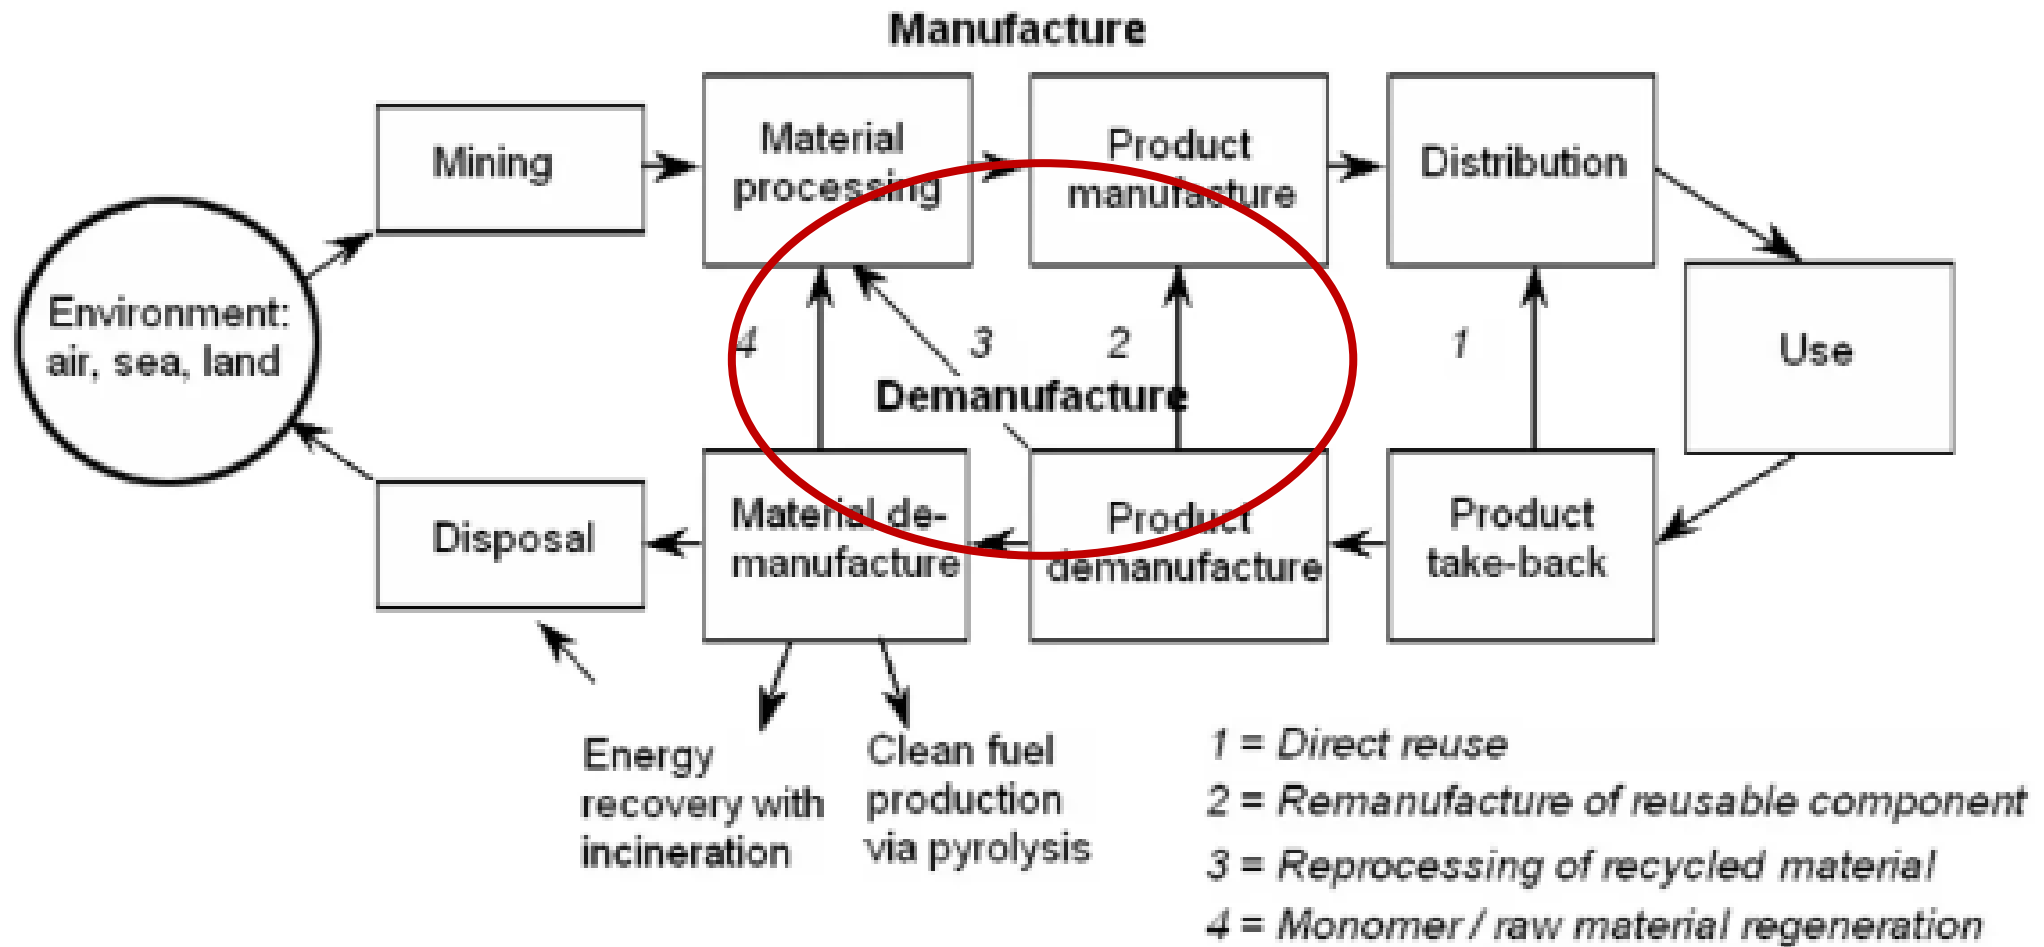 Manufacture
Mining
Material
processing
Product
manufacture
Distribution
Environment:
air, sea, land
4
3
2
1
Use
Demanufacture
Disposal
Material de-
manufacture
Product
demanufacture
Product
take-back
Energy
recovery with
incineration
Clean fuel
production
via pyrolysis
1 = Direct reuse
2 = Remanufacture of reusable component
3 = Reprocessing of recycled material
4 = Monomer / raw material regeneration